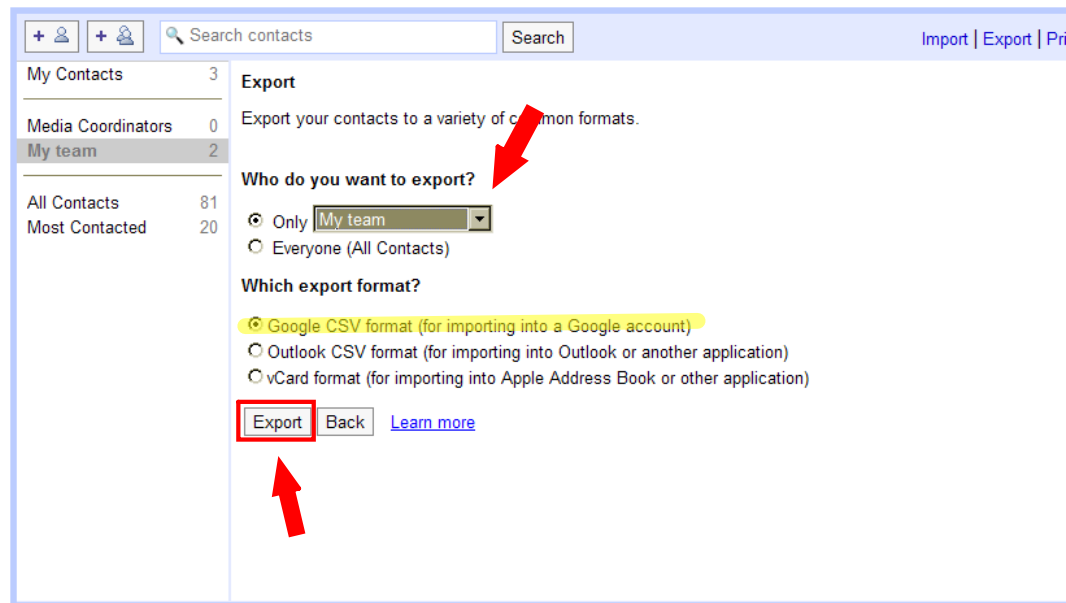 Search contacts Search Import | Export | Pri
My Contacts 3
Media Coordinators 0
My team 2
All Contacts 81
Most Contacted 20
Export
Export your contacts to a variety of common formats.
Who do you want to export?
Only My team
Everyone (All Contacts)
Which export format?
Google CSV format (for importing into a Google account)
Outlook CSV format (for importing into Outlook or another application)
vCard format (for importing into Apple Address Book or other application)
Export Back Learn more